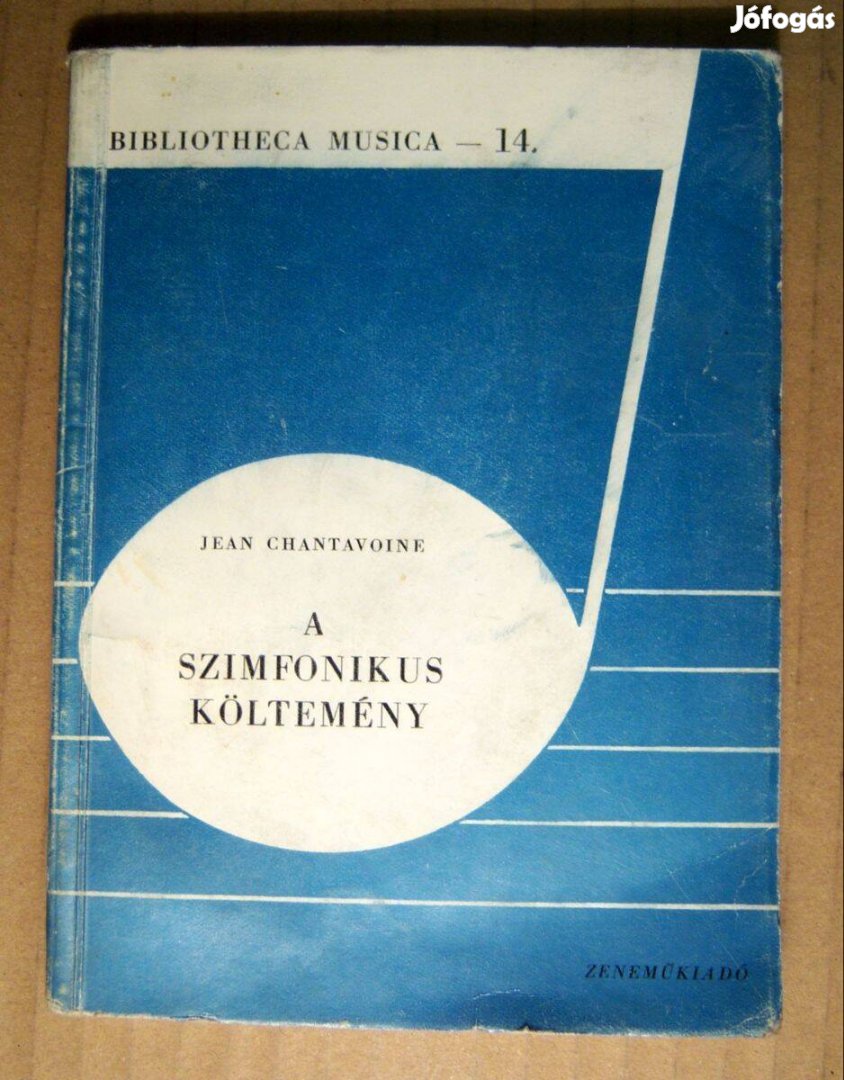 Jófogás
BIBLIOTHECA MUSICA — 14.
JEAN CHANTAVOINE
A
SZIMFONIKUS
KÖLTEMÉNY
ZENEMŰKIADÓ